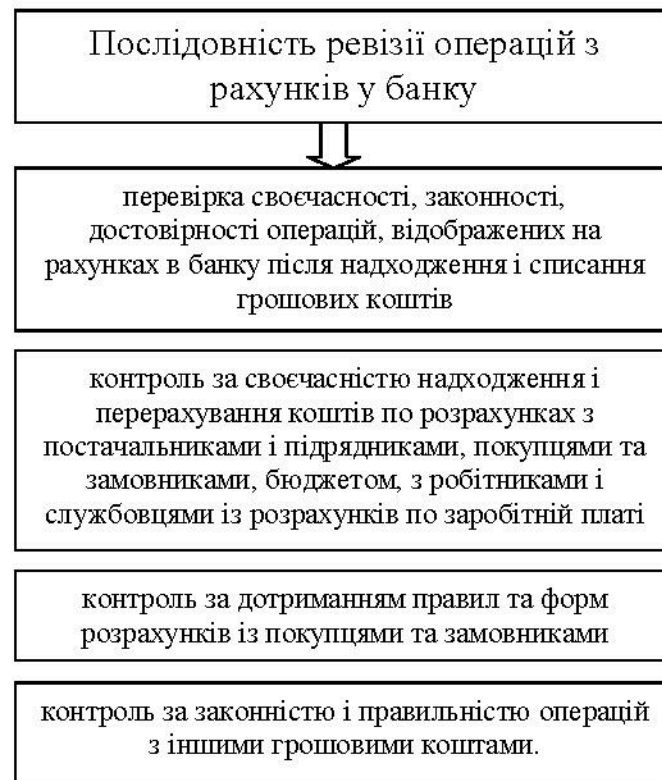 Послідовність ревізії операцій з
рахунків у банку
перевірка своєчасності, законності,
достовірності операцій, відображених на
рахунках в банку після надходження і списання
грошових коштів
контроль за своєчасністю надходження і
перерахування коштів по розрахунках з
постачальниками і підрядниками, покупцями та
замовниками, бюджетом, з робітниками і
службовцями із розрахунків по заробітній платі
контроль за дотриманням правил та форм
розрахунків із покупцями та замовниками
контроль за законністю і правильністю операцій
з іншими грошовими коштами.